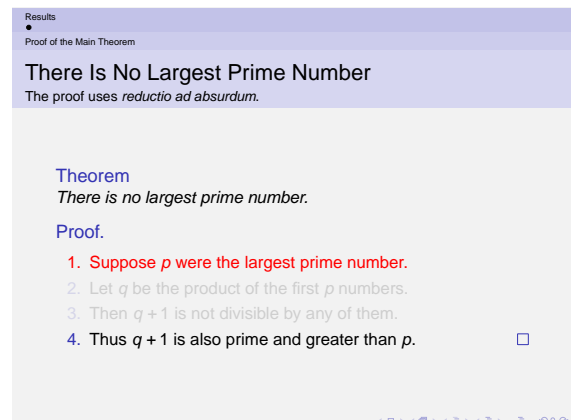 Results
Proof of the Main Theorem
There Is No Largest Prime Number
The proof uses reductio ad absurdum.
Theorem
There is no largest prime number.
Proof.
1. Suppose p were the largest prime number.
2. Let q be the product of the first p numbers.
3. Then q + 1 is not divisible by any of them.
4. Thus q + 1 is also prime and greater than p.